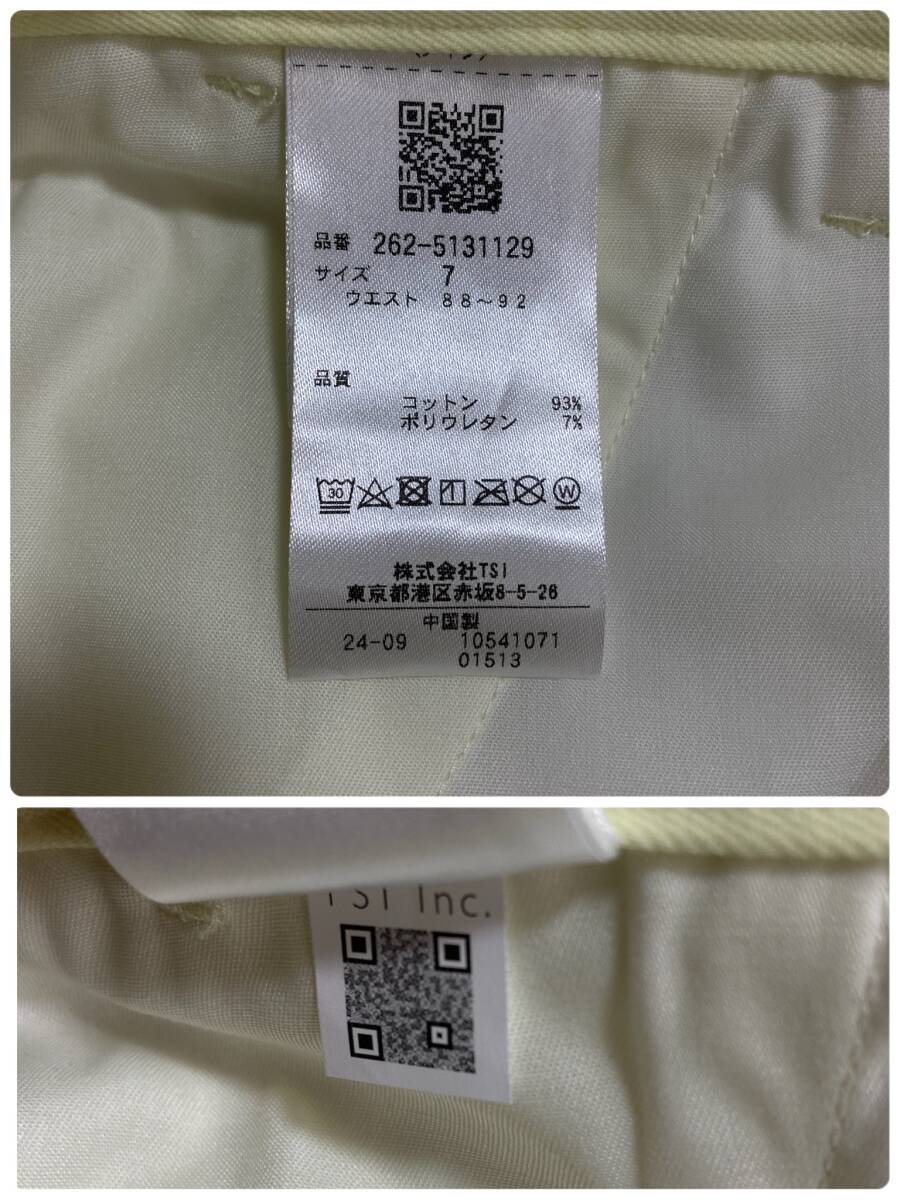 品番 262-5131129
サイズ 7
ウエスト 88～92
品質
コットン 93%
ポリウレタン 7%
30
W
株式会社TSI
東京都港区赤坂8-5-26
中国製
24-09 10541071
01513
TSI Inc.